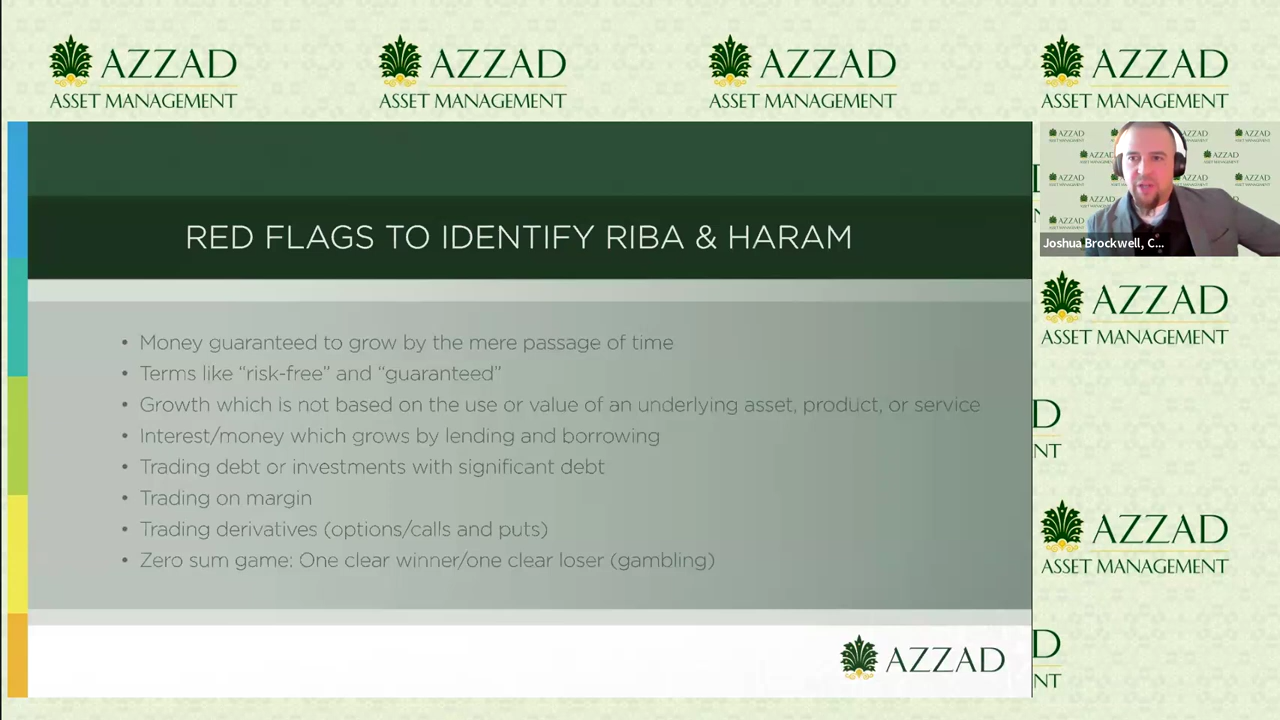 AZZAD
ASSET MANAGEMENT
AZZAD
ASSET MANAGEMENT
AZZAD
ASSET MANAGEMENT
AZZAD
ASSET MANAGEMENT
RED FLAGS TO IDENTIFY RIBA & HARAM
• Money guaranteed to grow by the mere passage of time
• Terms like “risk-free” and “guaranteed”
• Growth which is not based on the use or value of an underlying asset, product, or service
• Interest/money which grows by lending and borrowing
• Trading debt or investments with significant debt
• Trading on margin
• Trading derivatives (options/calls and puts)
• Zero sum game: One clear winner/one clear loser (gambling)
AZZAD
Joshua Brockwell, C...
AZZAD
ASSET MANAGEMENT
D
NT
AZZAD
ASSET MANAGEMENT
D
NT